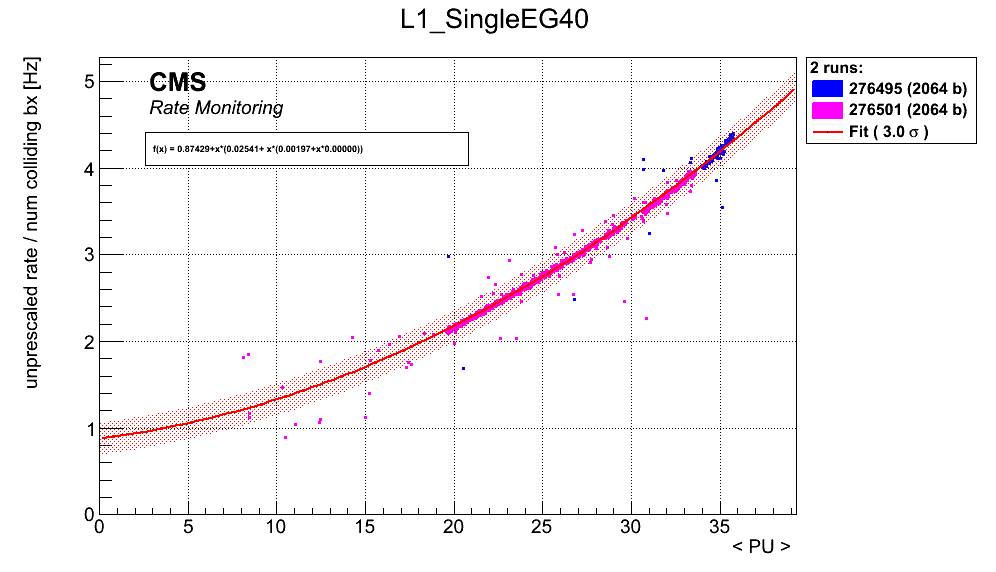 L1_SingleEG40
unprescaled rate / num colliding bx [Hz]
CMS
Rate Monitoring
f(x) = 0.87429+x*(0.02541+ x*(0.00197+x*0.00000))
2 runs:
276495 (2064 b)
276501 (2064 b)
Fit ( 3.0 σ )
5
4
3
2
1
0
0 5 10 15 20 25 30 35
< PU >